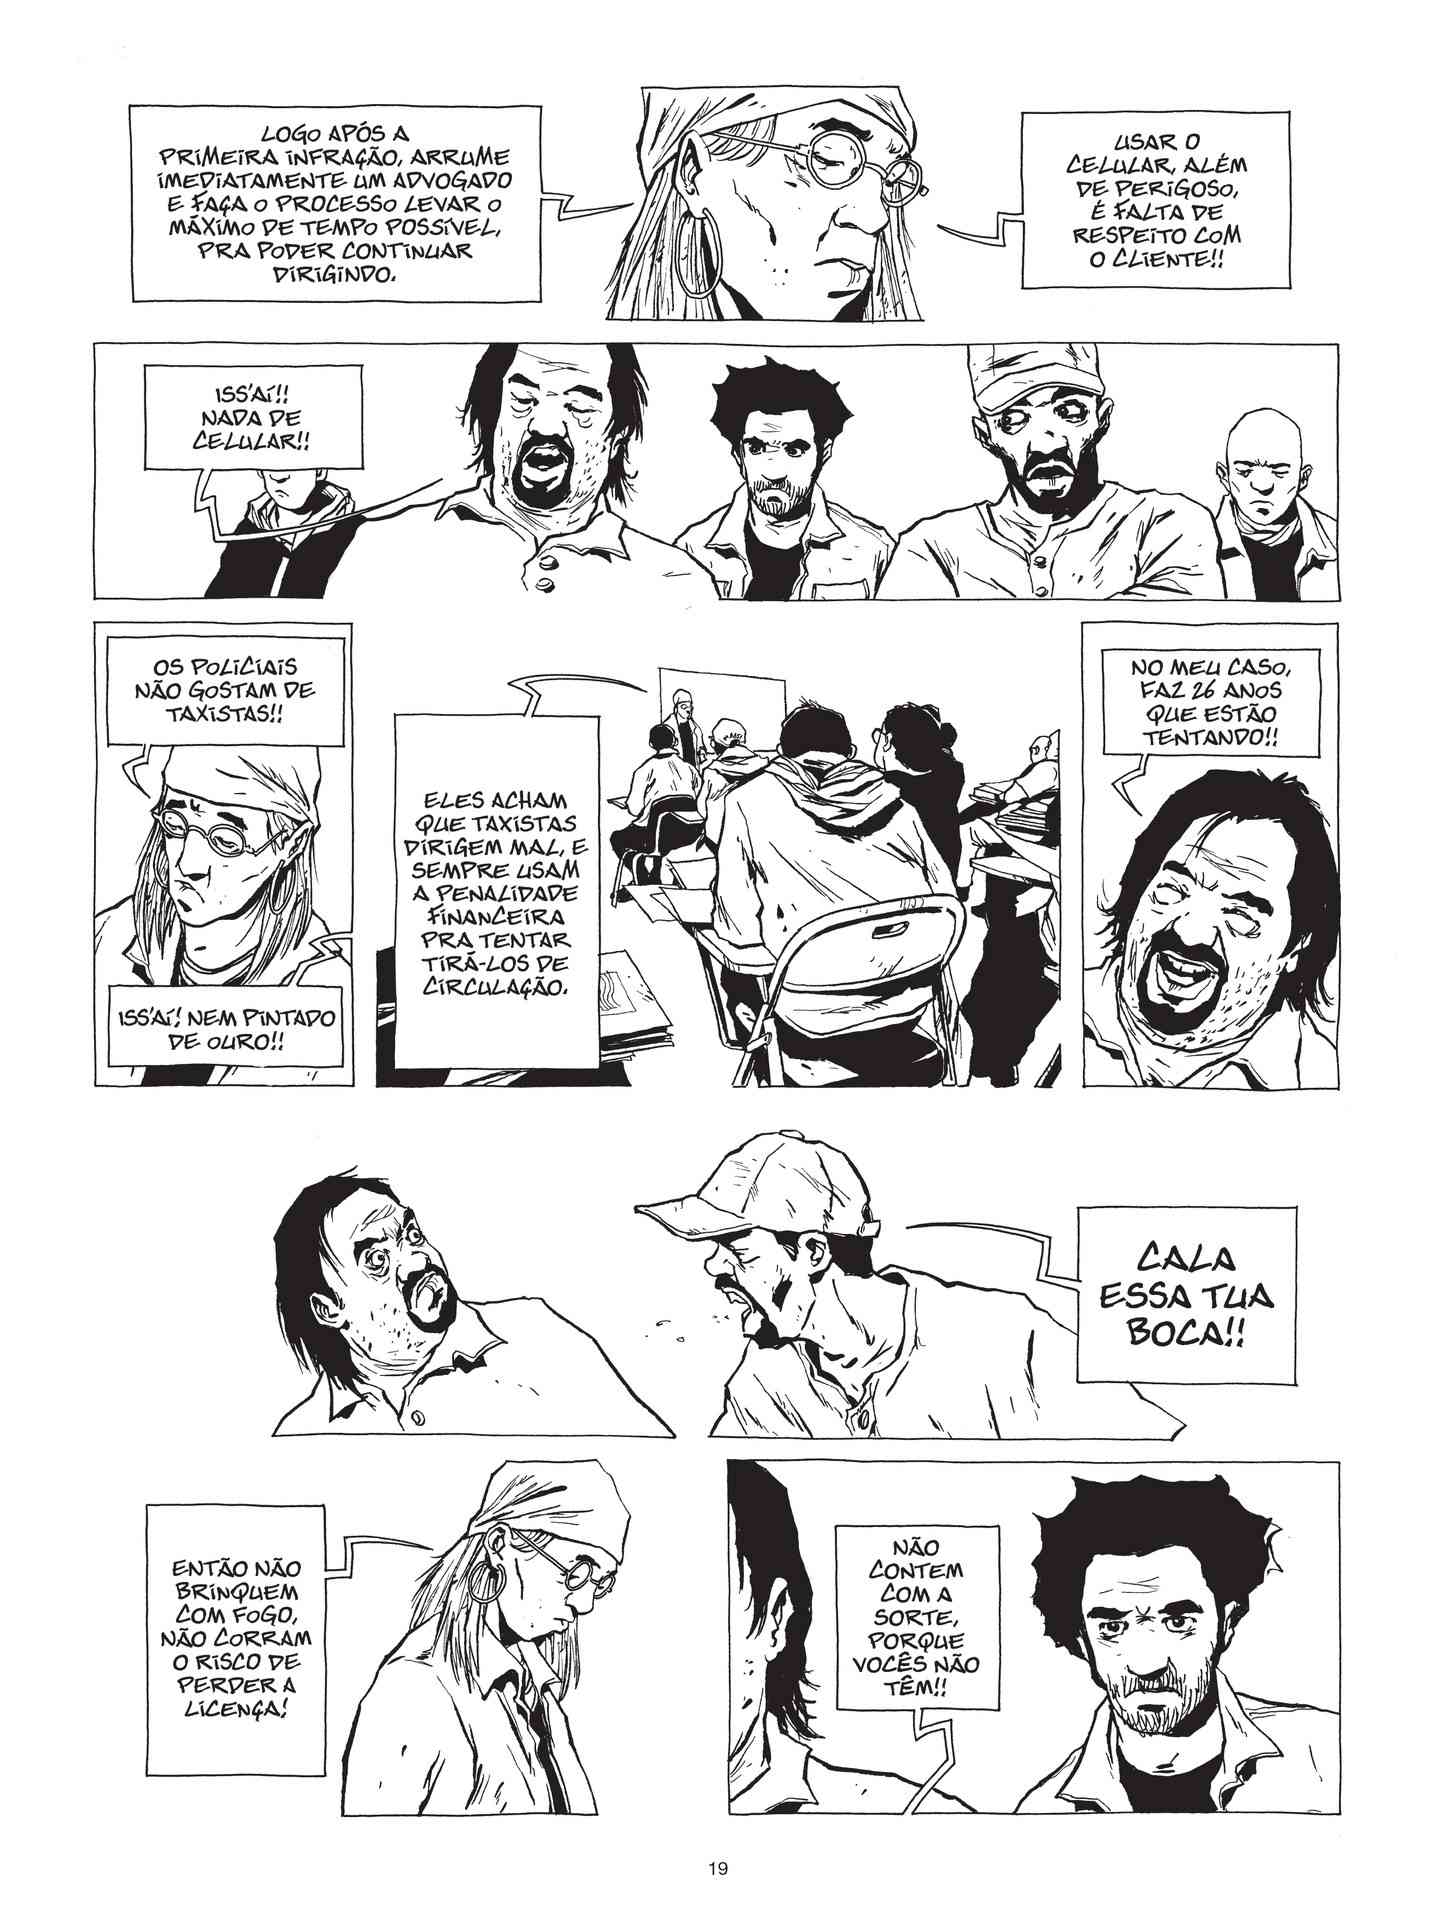 LOGO APÓS A
PRIMEIRA INFRAÇÃO, ARRUME
IMEDIATAMENTE UM ADVOGADO
E FAÇA O PROCESSO LEVAR O
MÁXIMO DE TEMPO POSSÍVEL,
PRA PODER CONTINUAR
DIRIGINDO.
USAR O
CELULAR, ALÉM
DE PERIGOSO,
É FALTA DE
RESPEITO COM
O CLIENTE!!
ISS'AÍ!!
NADA DE
CELULAR!!
OS POLICIAIS
NÃO GOSTAM DE
TAXISTAS!!
ISS'AÍ! NEM PINTADO
DE OURO!!
ELES ACHAM
QUE TAXISTAS
DIRIGEM MAL, E
SEMPRE USAM
A PENALIDADE
FINANCEIRA
PRA TENTAR
TIRÁ-LOS DE
CIRCULAÇÃO.
NO MEU CASO,
FAZ 26 ANOS
QUE ESTÃO
TENTANDO!!
CALA
ESSA TUA
BOCA!!
ENTÃO NÃO
BRINQUEM
COM FOGO,
NÃO CORRAM
O RISCO DE
PERDER A
LICENÇA!
NÃO
CONTEM
COM A
SORTE,
PORQUE
VOCÊS NÃO
TÊM!!
19